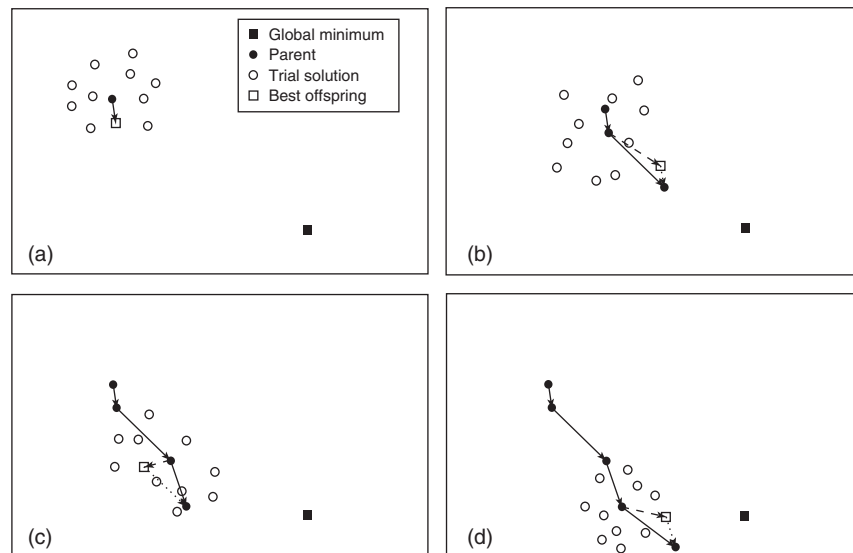 Global minimum
Parent
Trial solution
Best offspring
(a)
(b)
(c)
(d)